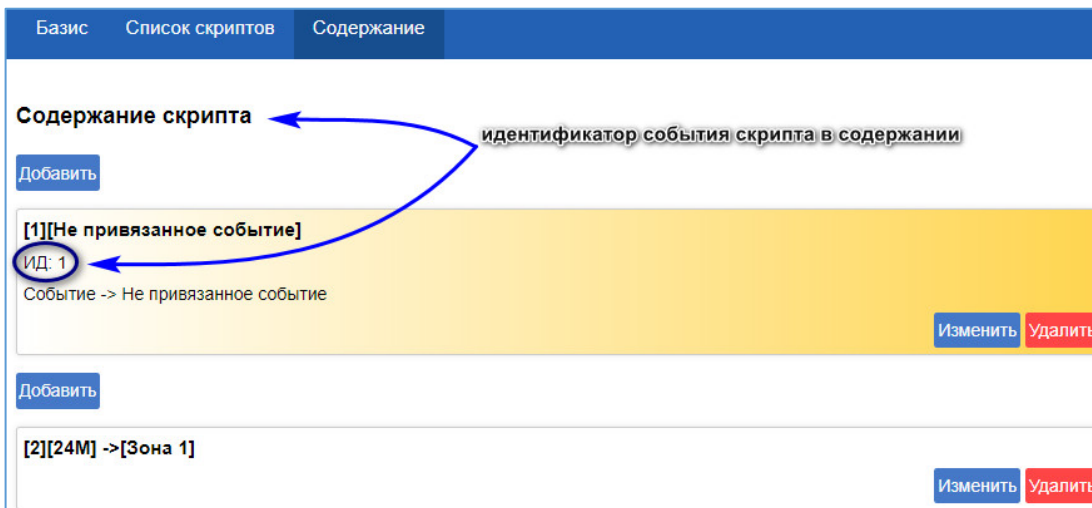 Базис Список скриптов Содержание
Содержание скрипта
идентификатор события скрипта в содержании
Добавить
[1][Не привязанное событие]
ИД: 1
Событие -> Не привязанное событие
Изменить Удалить
Добавить
[2][24М] ->[Зона 1]
Изменить Удалить